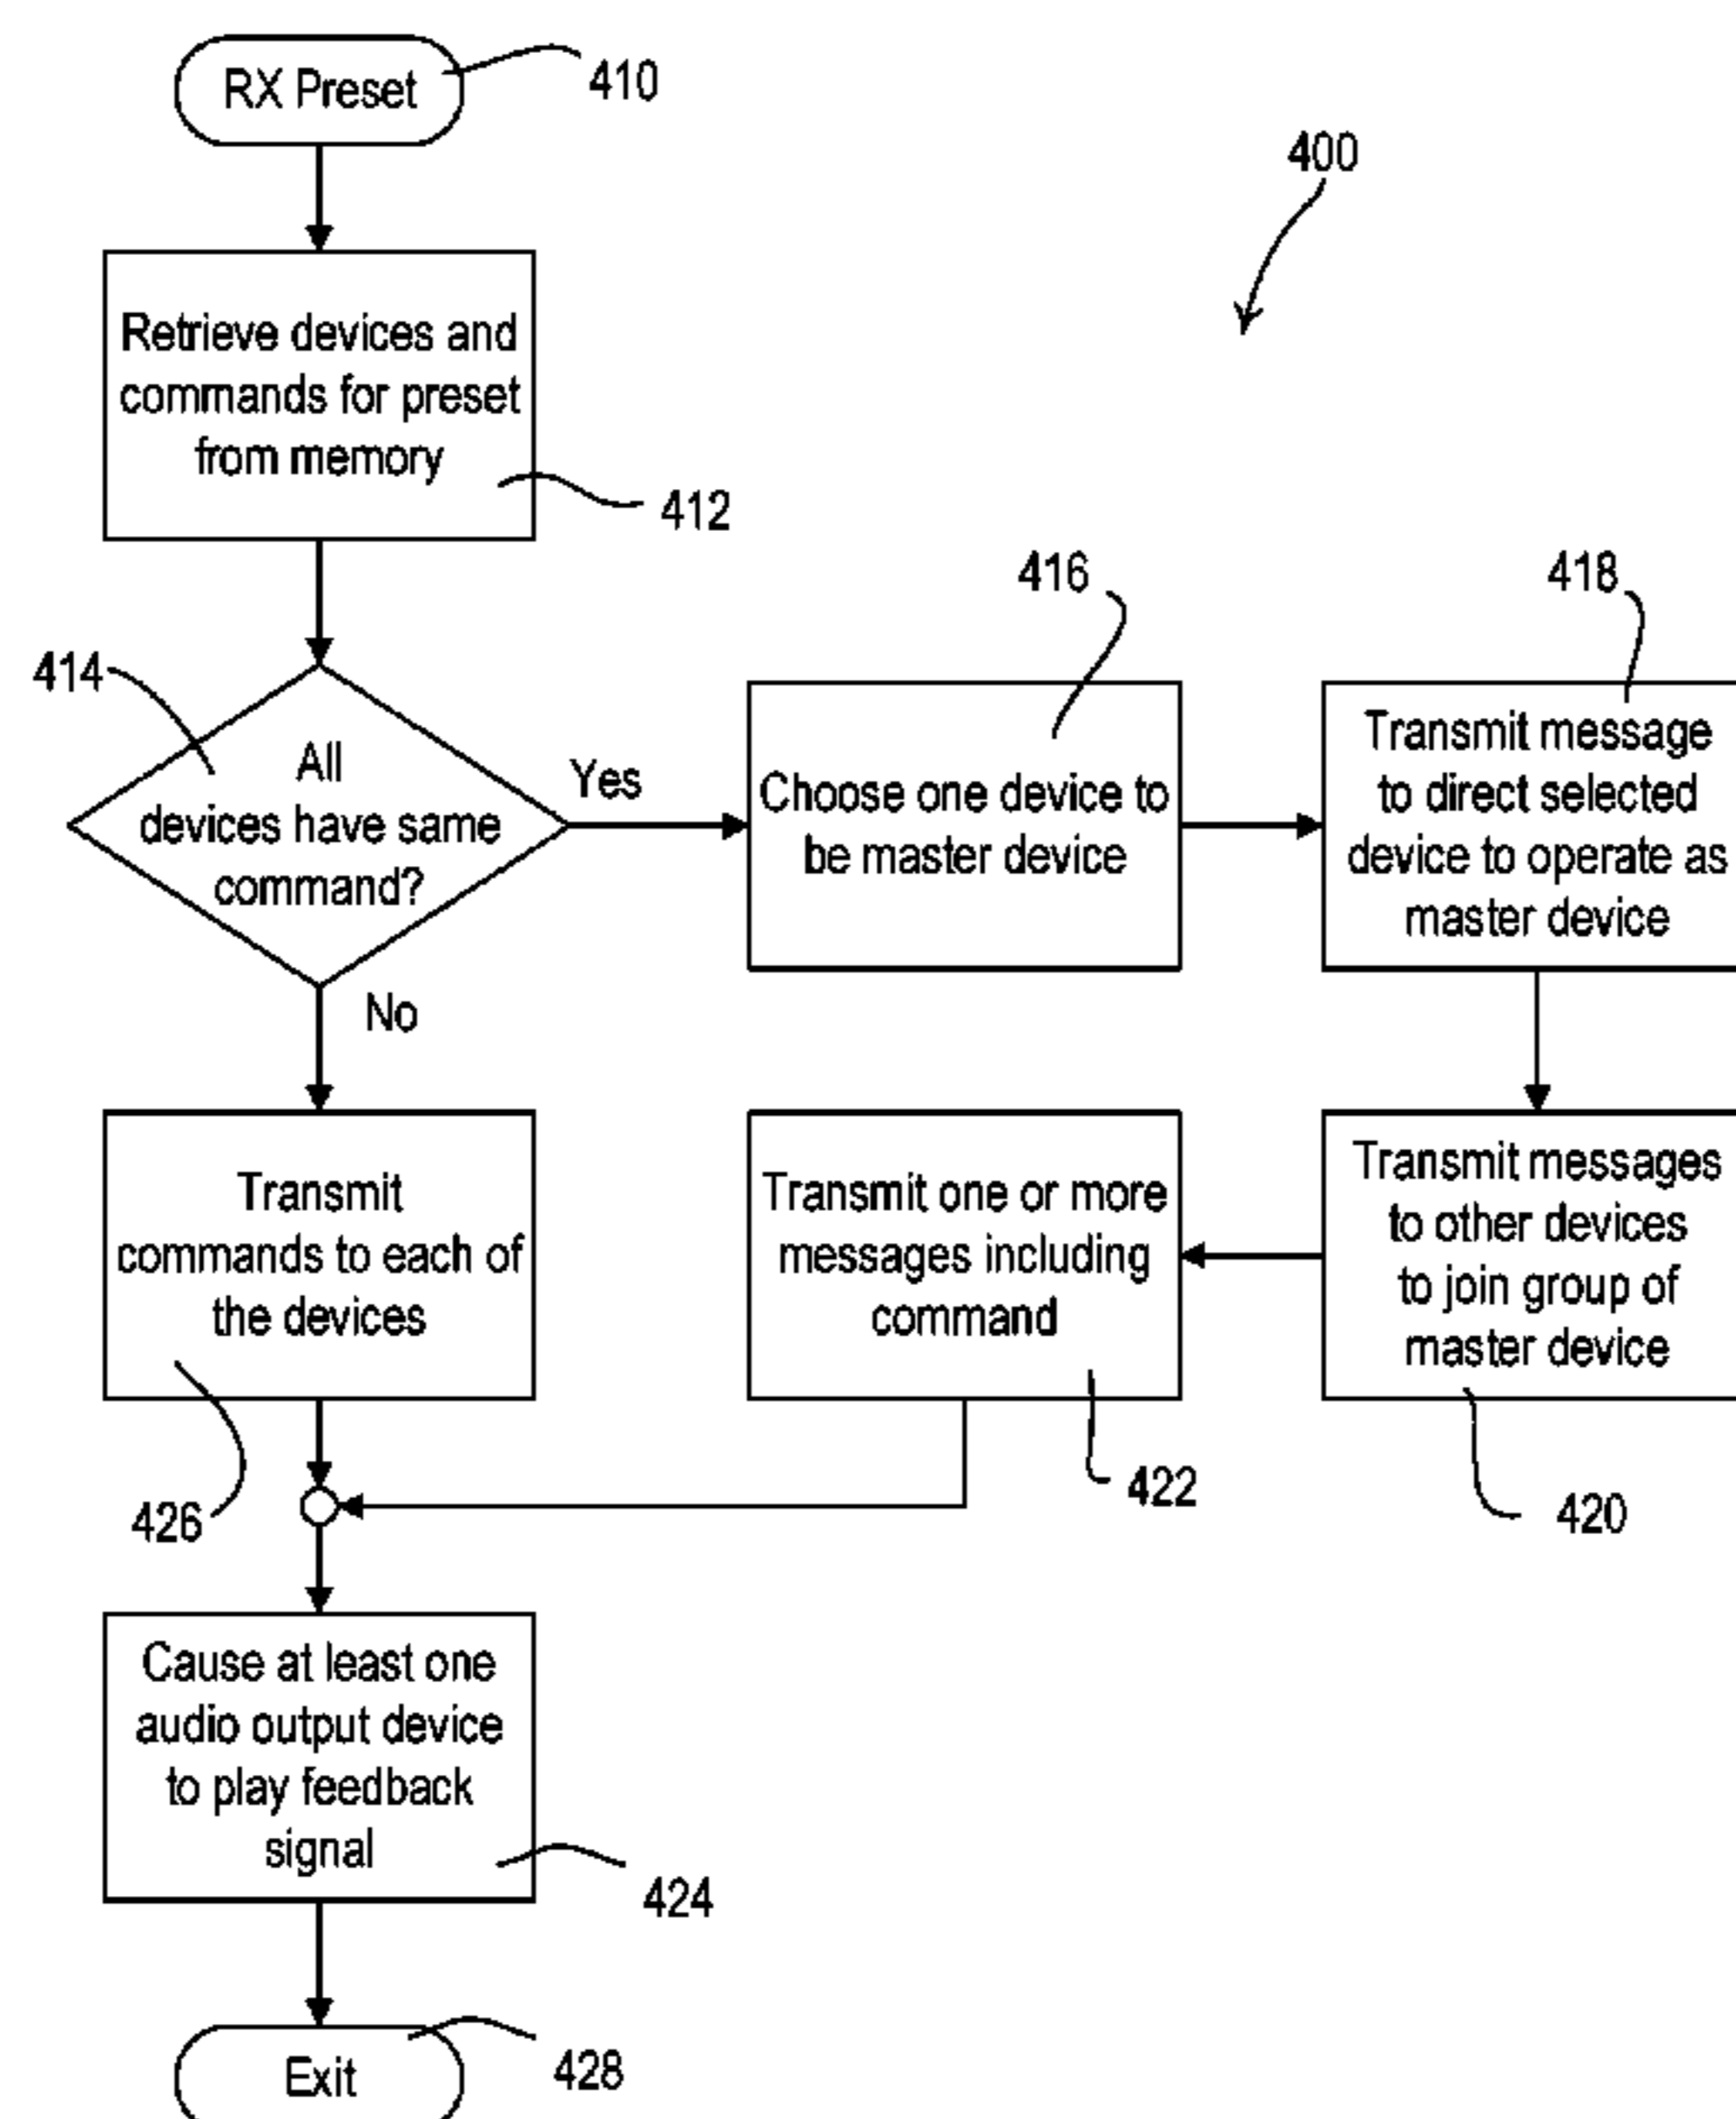 RX Preset
410
400
Retrieve devices and
commands for preset
from memory
412
416
418
414
All
devices have same
command?
Yes
Choose one device to
be master device
Transmit message
to direct selected
device to operate as
master device
No
Transmit
commands to each of
the devices
Transmit one or more
messages including
command
Transmit messages
to other devices
to join group of
master device
426
422
420
Cause at least one
audio output device
to play feedback
signal
424
Exit
428